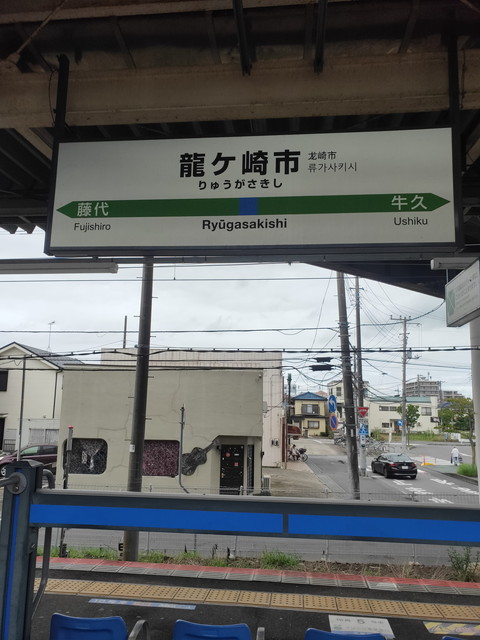 龍ケ崎市
龙崎市
류가사키시
りゅうがさきし
藤代
牛久
Fujishiro
Ryūgasakishi
Ushiku